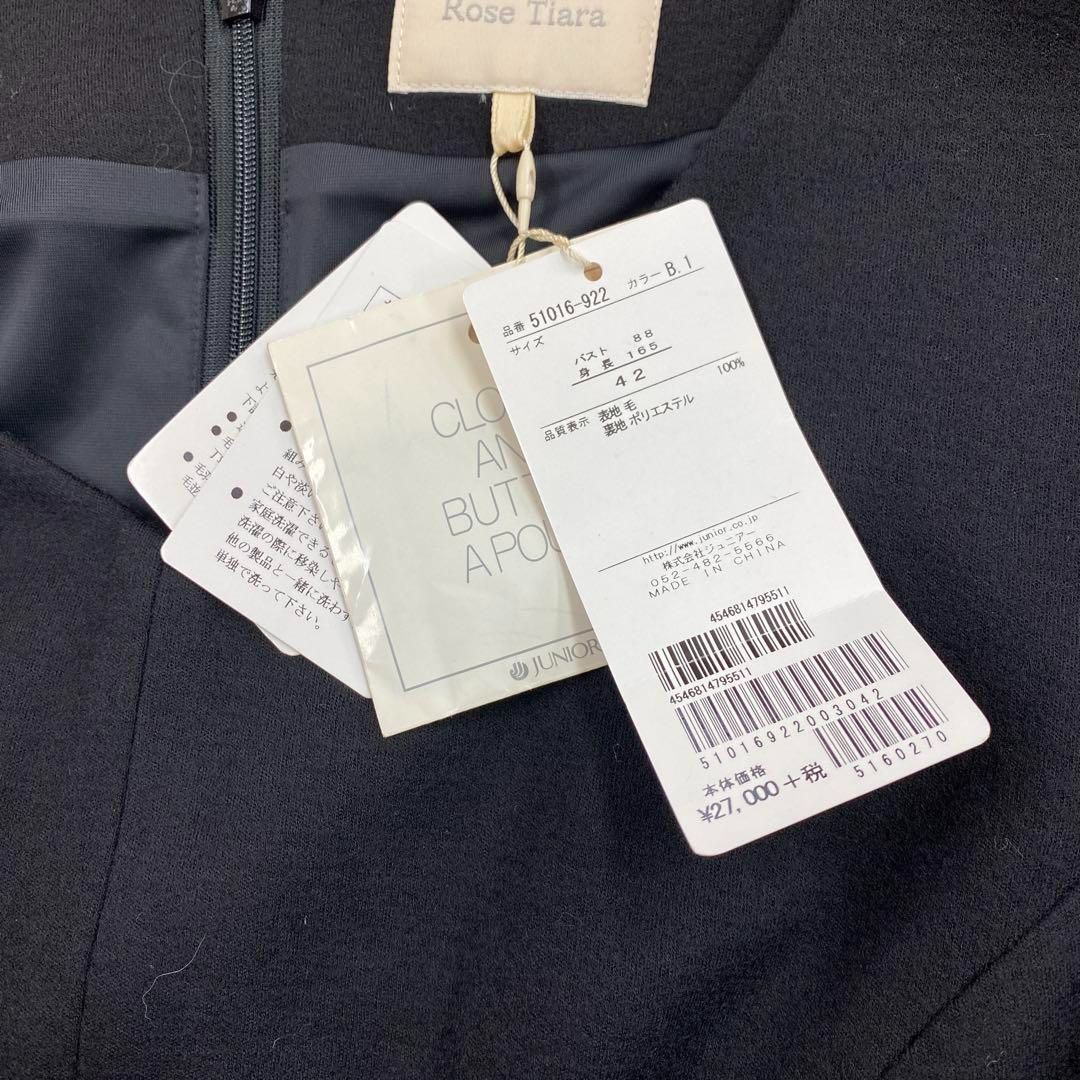 Rose Tiara
品番 51016-922 カラー B.1
サイズ
バスト 88
身長 165
42
品質表示 表地 毛 100%
裏地 ポリエステル
http://www.junior.co.jp
株式会社ジュニアー
052-482-5566
MADE IN CHINA
4546814795511
4546814795511
51016922003042
5160270
本体価格
¥27,000+税
CLO
AN
BUTT
APOU
JUNIOR
組み
白や淡い
ご注意下さい
家庭洗濯できる
洗濯の際に移染しや
他の製品と一緒に洗わず
単独で洗って下さい。